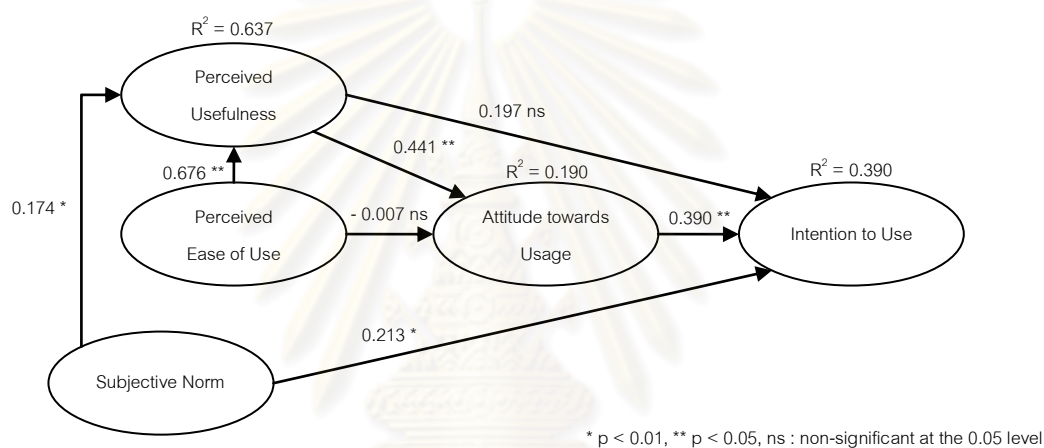 R² = 0.637
Perceived
Usefulness
0.197 ns
0.441 **
R² = 0.190
R² = 0.390
0.676 **
0.174 *
Perceived
Ease of Use
- 0.007 ns
Attitude towards
Usage
0.390 **
Intention to Use
0.213 *
Subjective Norm
* p < 0.01, ** p < 0.05, ns : non-significant at the 0.05 level